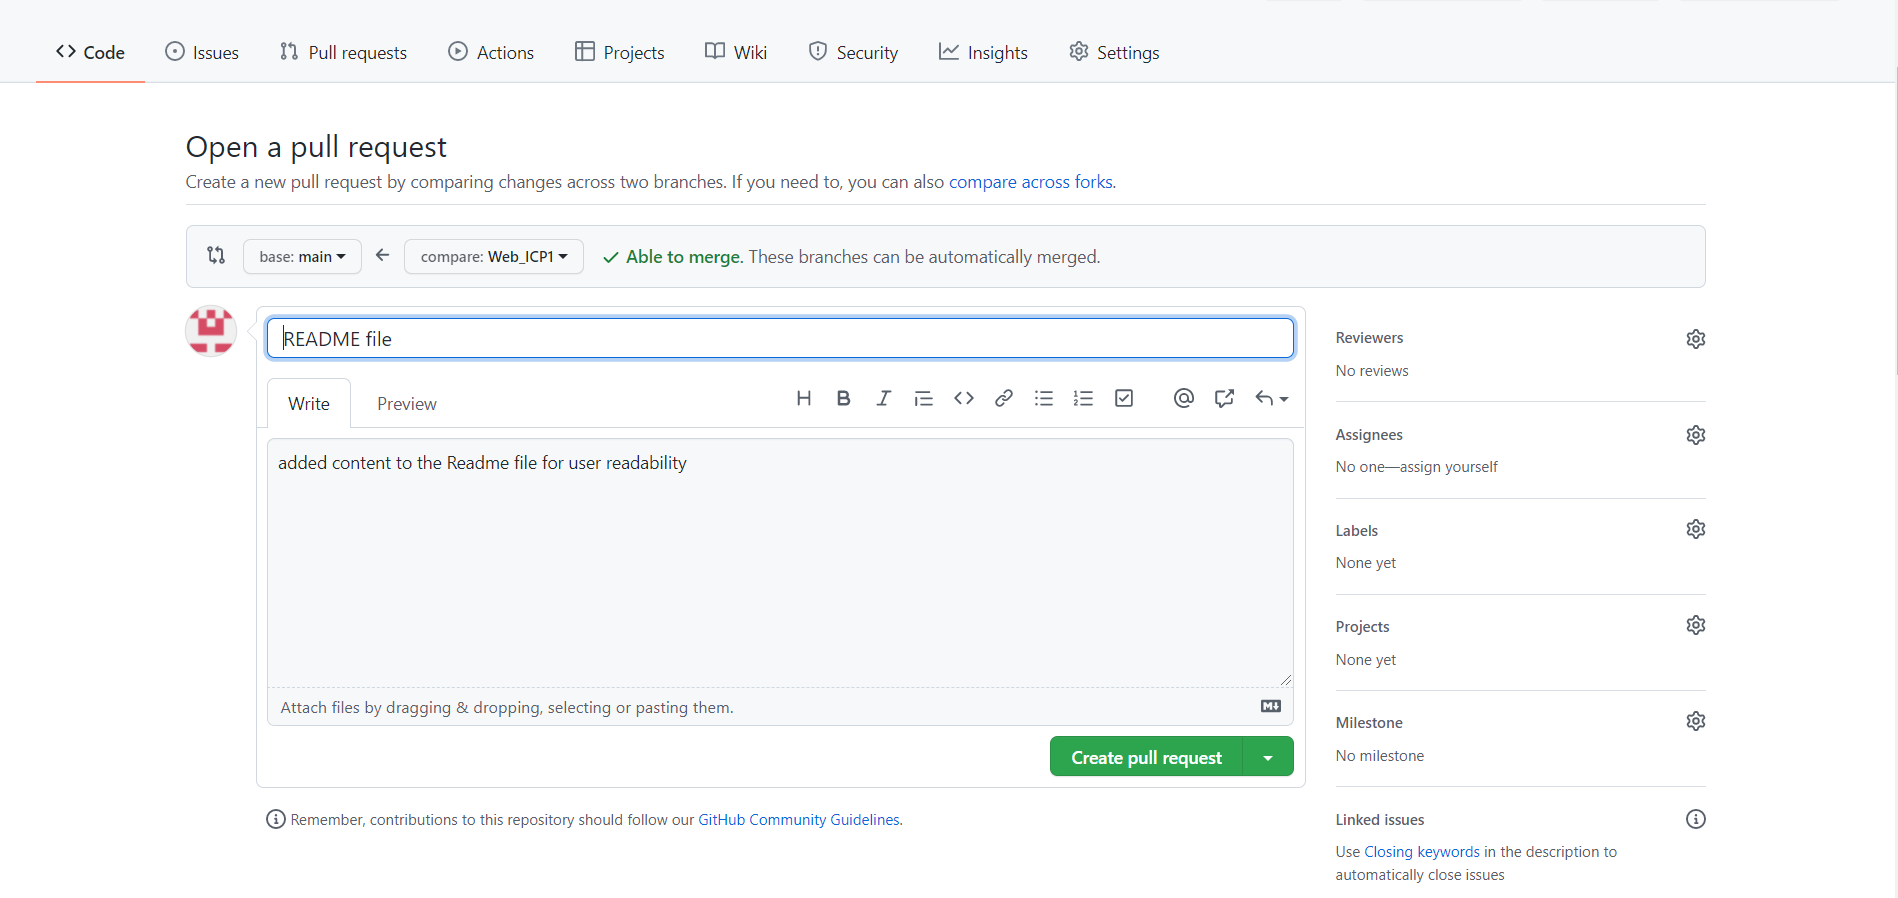 Code Issues Pull requests Actions Projects Wiki Security Insights Settings
Open a pull request
Create a new pull request by comparing changes across two branches. If you need to, you can also compare across forks.
base: main compare: Web_ICP1 Able to merge. These branches can be automatically merged.
README file
Write Preview
added content to the Readme file for user readability
Attach files by dragging & dropping, selecting or pasting them.
Create pull request
Remember, contributions to this repository should follow our GitHub Community Guidelines.
Reviewers
No reviews
Assignees
No one—assign yourself
Labels
None yet
Projects
None yet
Milestone
No milestone
Linked issues
Use Closing keywords in the description to
automatically close issues